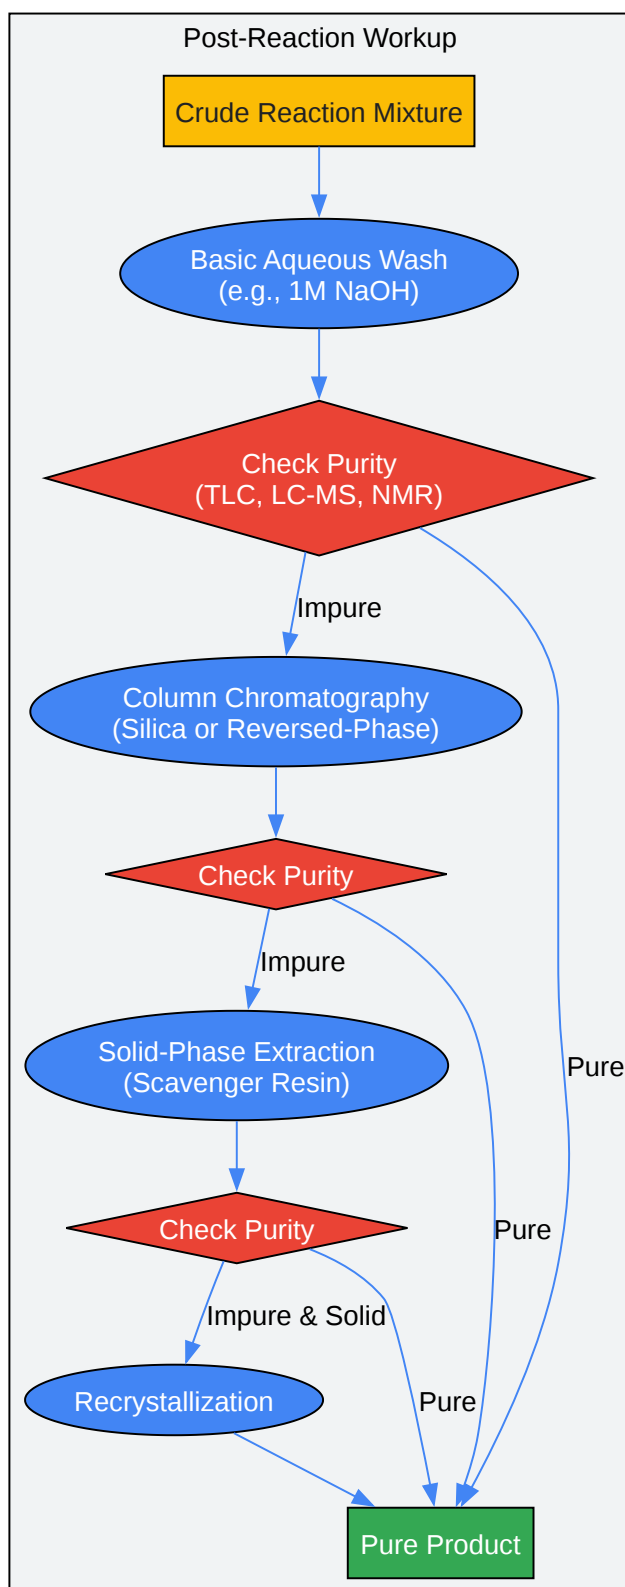 Post-Reaction Workup
Crude Reaction Mixture
Basic Aqueous Wash
(e.g., 1M NaOH)
Check Purity
(TLC, LC-MS, NMR)
Impure
Column Chromatography
(Silica or Reversed-Phase)
Check Purity
Impure
Solid-Phase Extraction
(Scavenger Resin)
Pure
Check Purity
Pure
Impure & Solid
Recrystallization
Pure
Pure Product